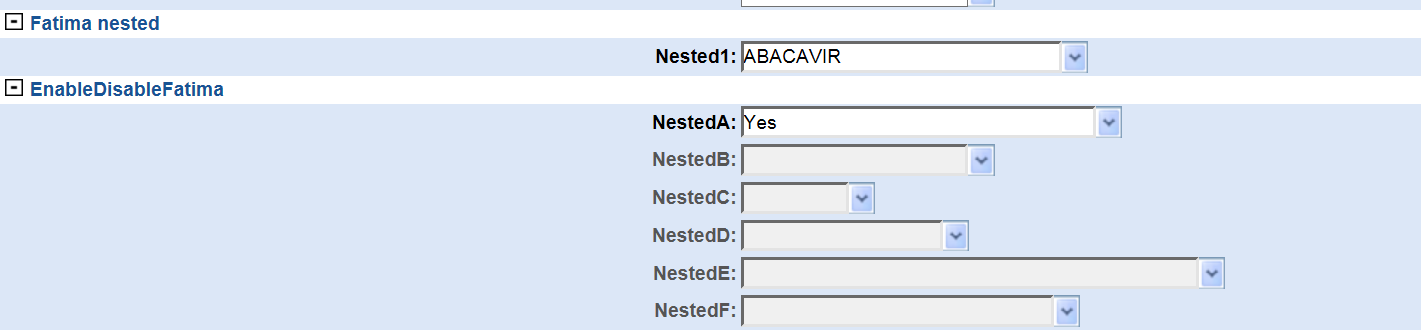 Fatima nested
Nested1: ABACAVIR
EnableDisableFatima
NestedA: Yes
NestedB:
NestedC:
NestedD:
NestedE:
NestedF: